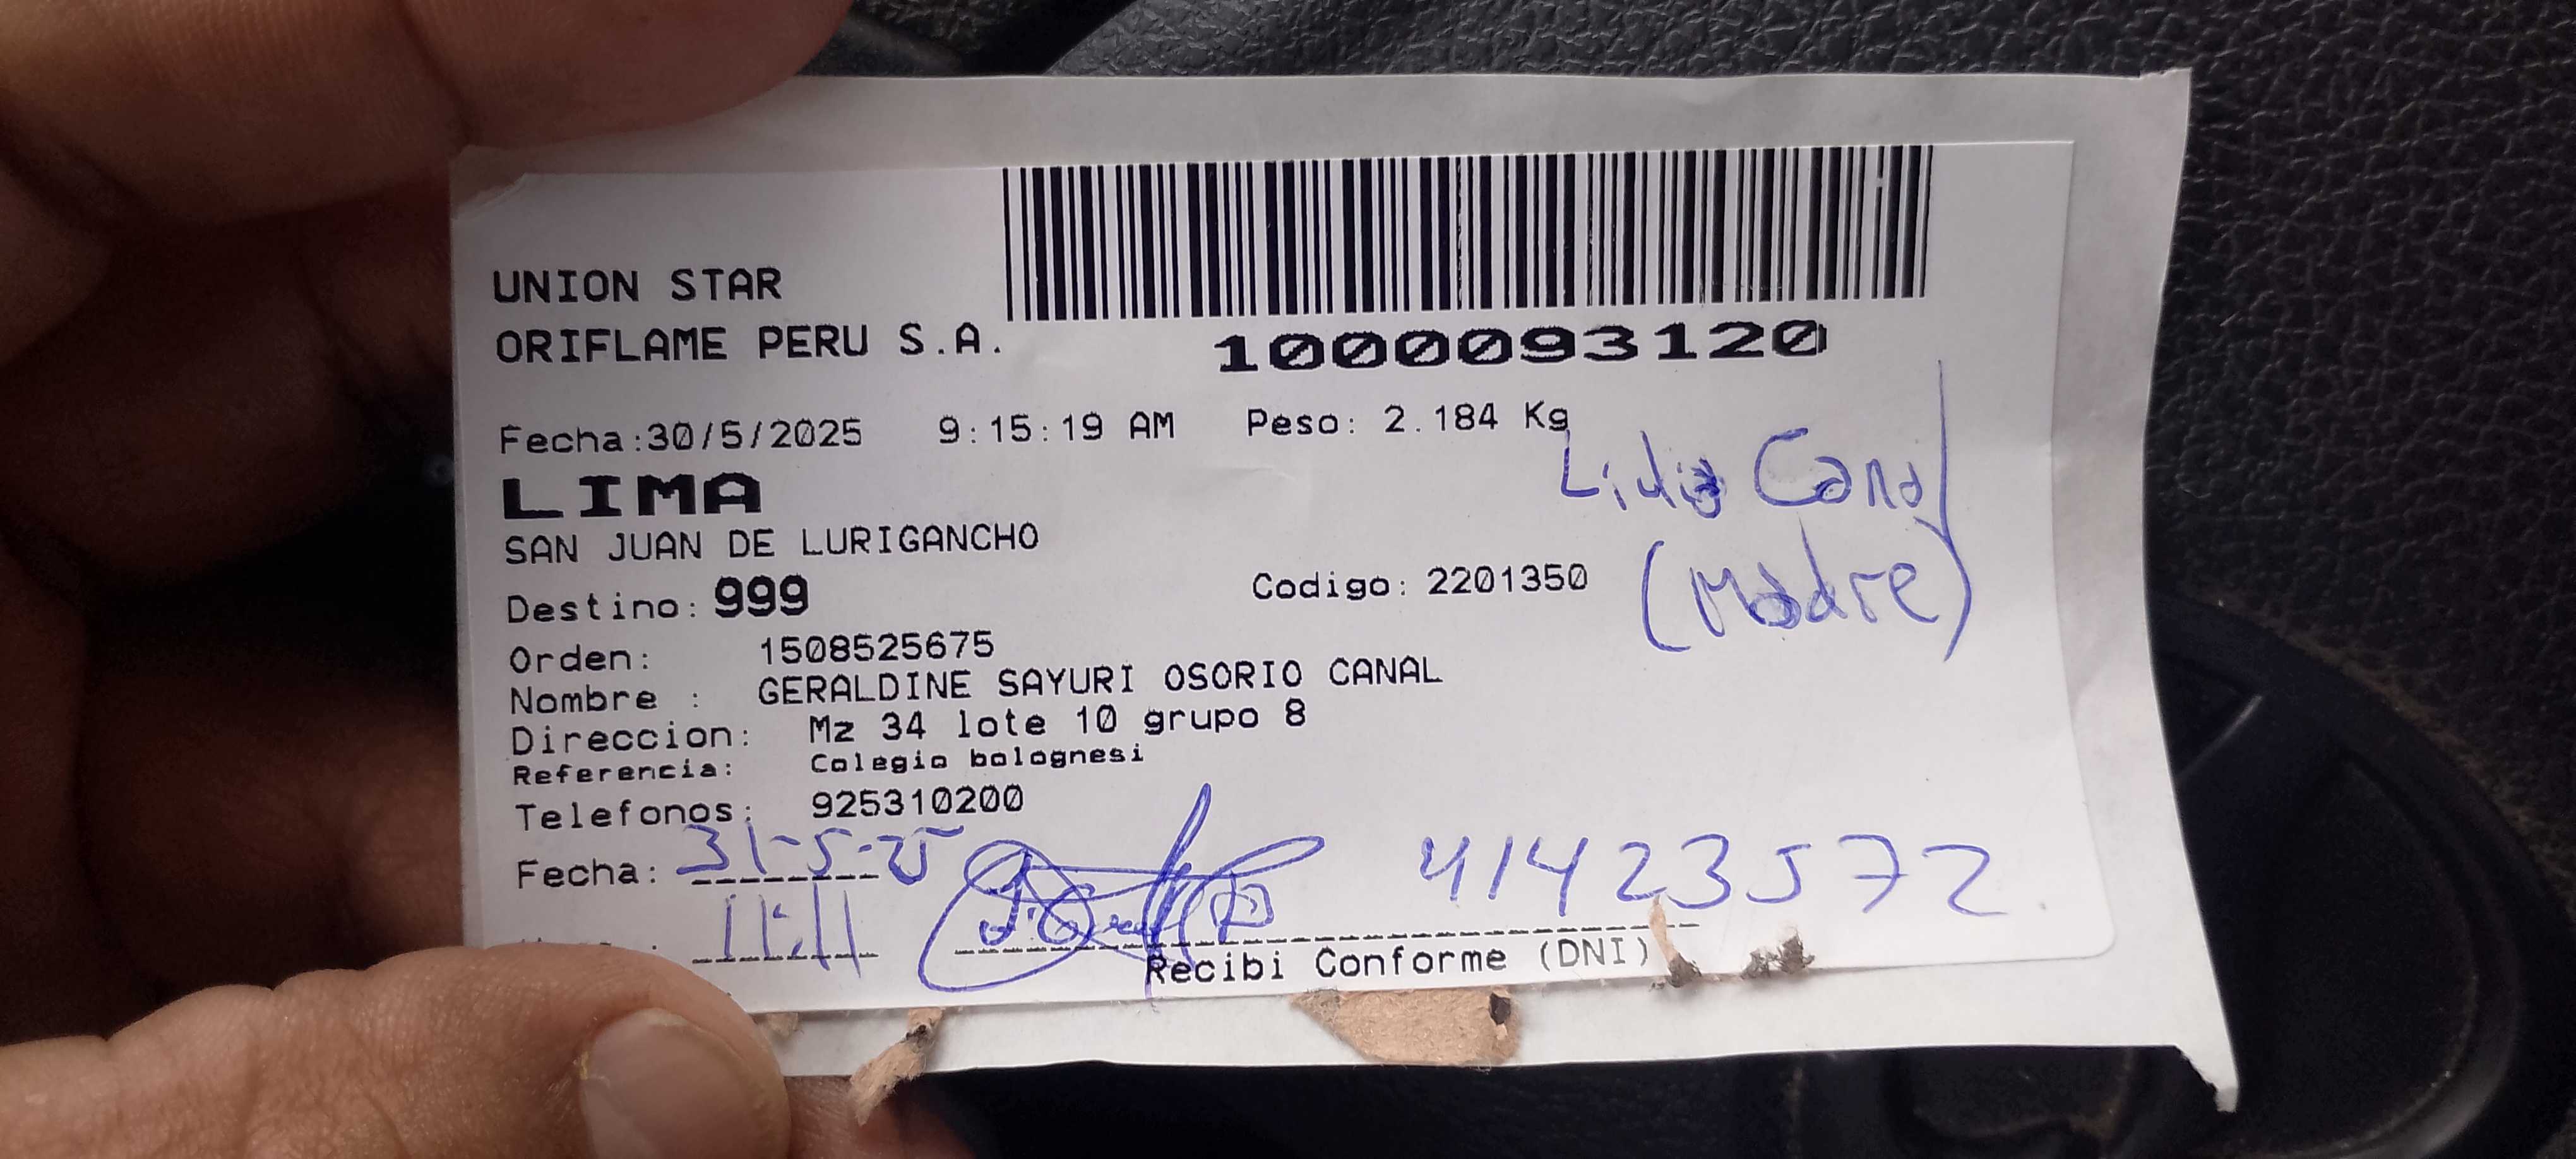 UNION STAR
ORIFLAME PERU S.A.
1000093120
Fecha:30/5/2025 9:15:19 AM Peso: 2.184 Kg
LIMA
SAN JUAN DE LURIGANCHO
Lidia Canal
(Madre)
Destino: 999 Codigo: 2201350
Orden: 1508525675
Nombre : GERALDINE SAYURI OSORIO CANAL
Direccion: Mz 34 lote 10 grupo 8
Referencia: Colegio bolognesi
Telefonos: 925310200
Fecha: 31-5-25
11:11
41423572
Recibi Conforme (DNI)